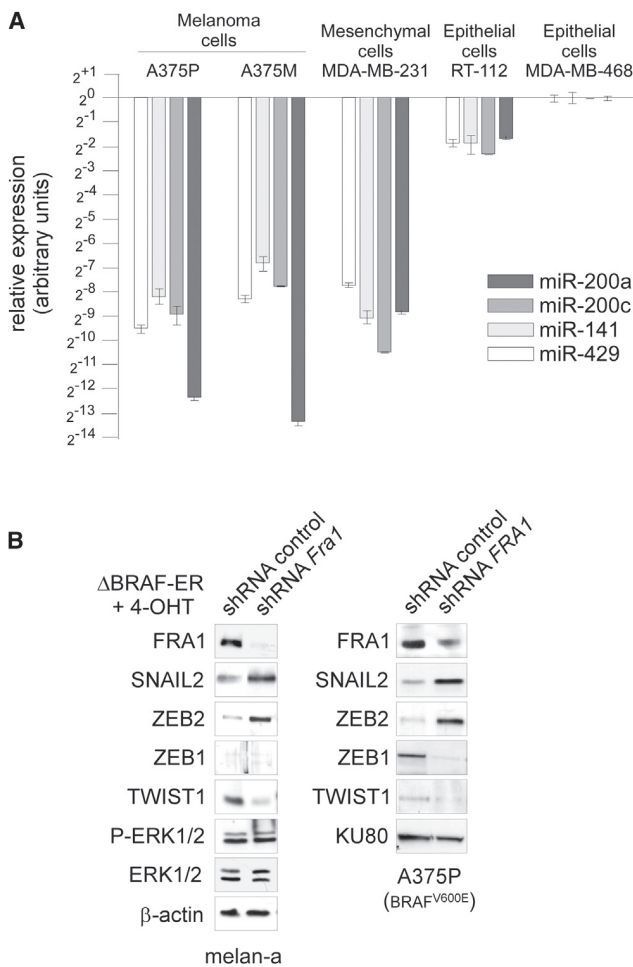 A
Melanoma
cells
Mesenchymal
cells
Epithelial
cells
Epithelial
cells
A375P
A375M
MDA-MB-231
RT-112
MDA-MB-468
relative expression
(arbitrary units)
2+1
20
2-1
2-2
2-3
2-4
2-5
2-6
2-7
2-8
2-9
2-10
2-11
2-12
2-13
2-14
miR-200a
miR-200c
miR-141
miR-429
B
ΔBRAF-ER
+ 4-OHT
shRNA control
shRNA Fra1
FRA1
SNAIL2
ZEB2
ZEB1
TWIST1
P-ERK1/2
ERK1/2
β-actin
melan-a
shRNA control
shRNA FRA1
FRA1
SNAIL2
ZEB2
ZEB1
TWIST1
KU80
A375P
(BRAFV600E)